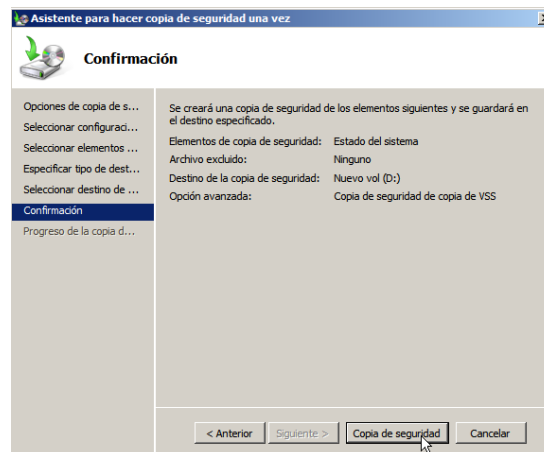 Asistente para hacer copia de seguridad una vez
Confirmación
Opciones de copia de s...
Seleccionar configuraci...
Seleccionar elementos ...
Especificar tipo de dest...
Seleccionar destino de ...
Confirmación
Progreso de la copia d...
Se creará una copia de seguridad de los elementos siguientes y se guardará en
el destino especificado.
Elementos de copia de seguridad: Estado del sistema
Archivo excluido: Ninguno
Destino de la copia de seguridad: Nuevo vol (D:)
Opción avanzada: Copia de seguridad de copia de VSS
< Anterior Siguiente > Copia de seguridad Cancelar